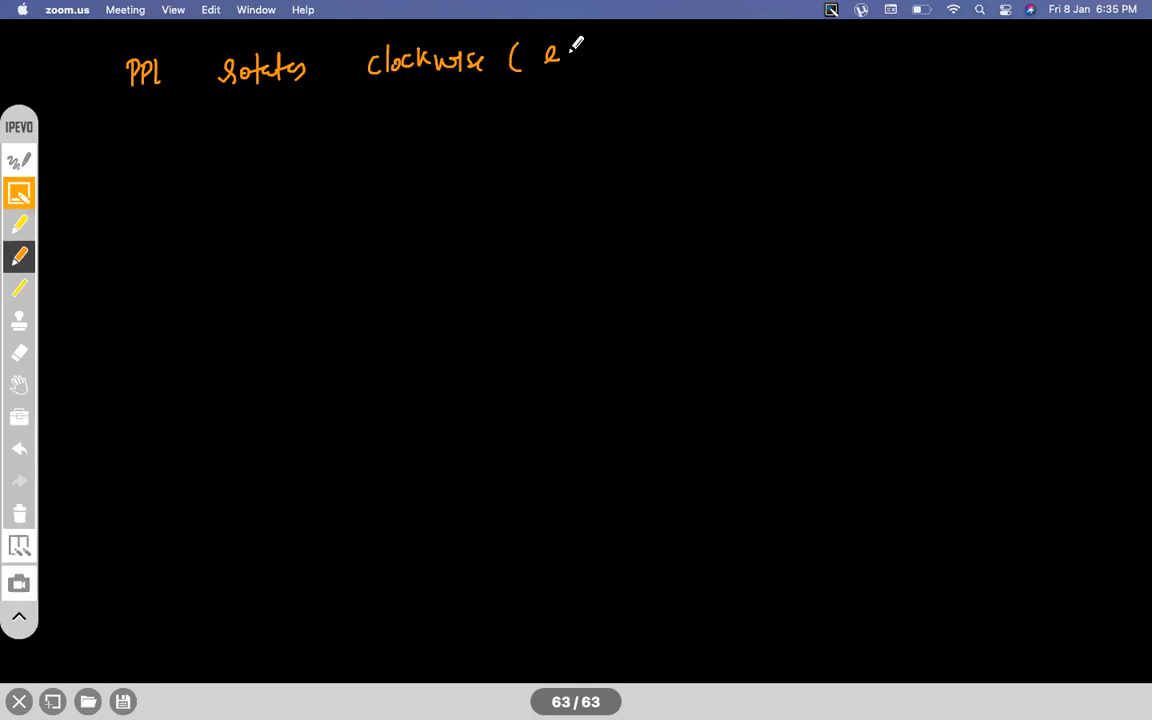 zoom.us Meeting View Edit Window Help Fri 8 Jan 6:35 PM
PPL rotates clockwise ( e
IPEVO
63/63